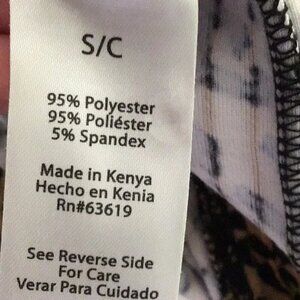 S/C
95% Polyester
95% Poliéster
5% Spandex
Made in Kenya
Hecho en Kenia
Rn#63619
See Reverse Side
For Care
Verar Para Cuidado